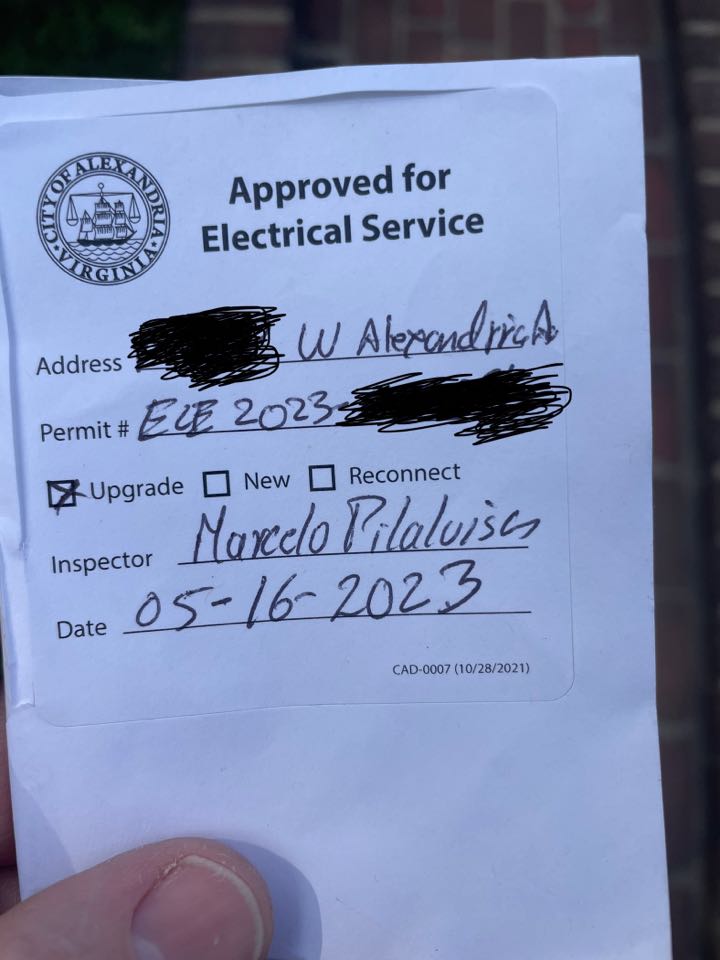 CITY OF ALEXANDRIA
VIRGINIA
Approved for
Electrical Service
Address W AlexandriA
Permit # ELE 2023-
Upgrade New Reconnect
Inspector Marcelo
Date 05-16-2023
CAD-0007 (10/28/2021)